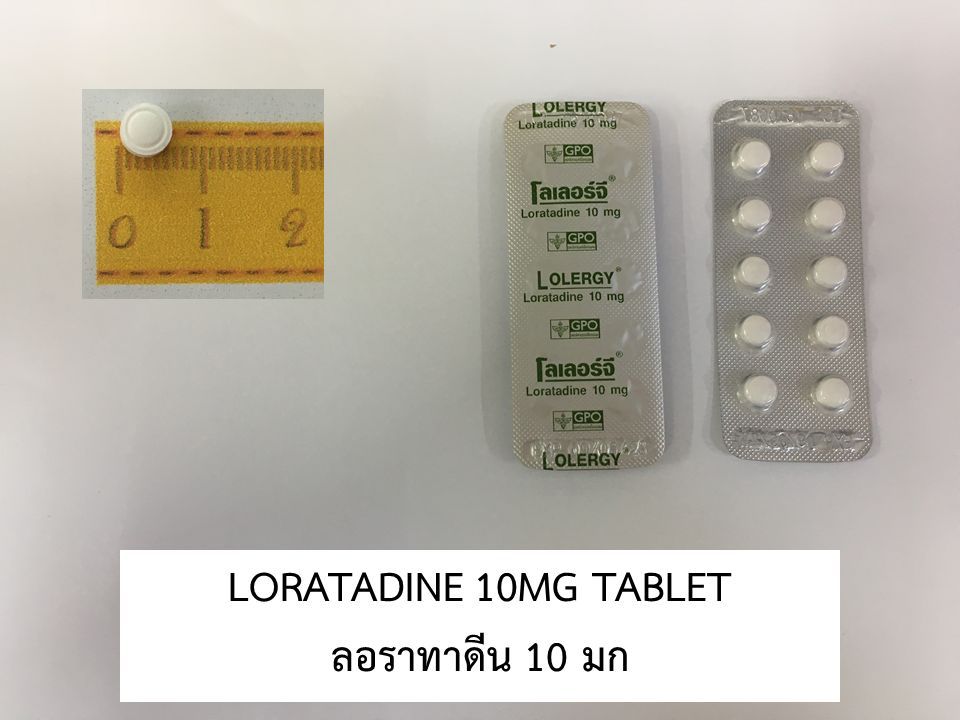 0 1 2
LOLERGY
Loratadine 10 mg
GPO
โลเลอร์จี®
Loratadine 10 mg
GPO
LOLERGY®
Loratadine 10 mg
GPO
โลเลอร์จี®
Loratadine 10 mg
GPO
LOLERGY®
LORATADINE 10MG TABLET
ลอราทาดีน 10 มก